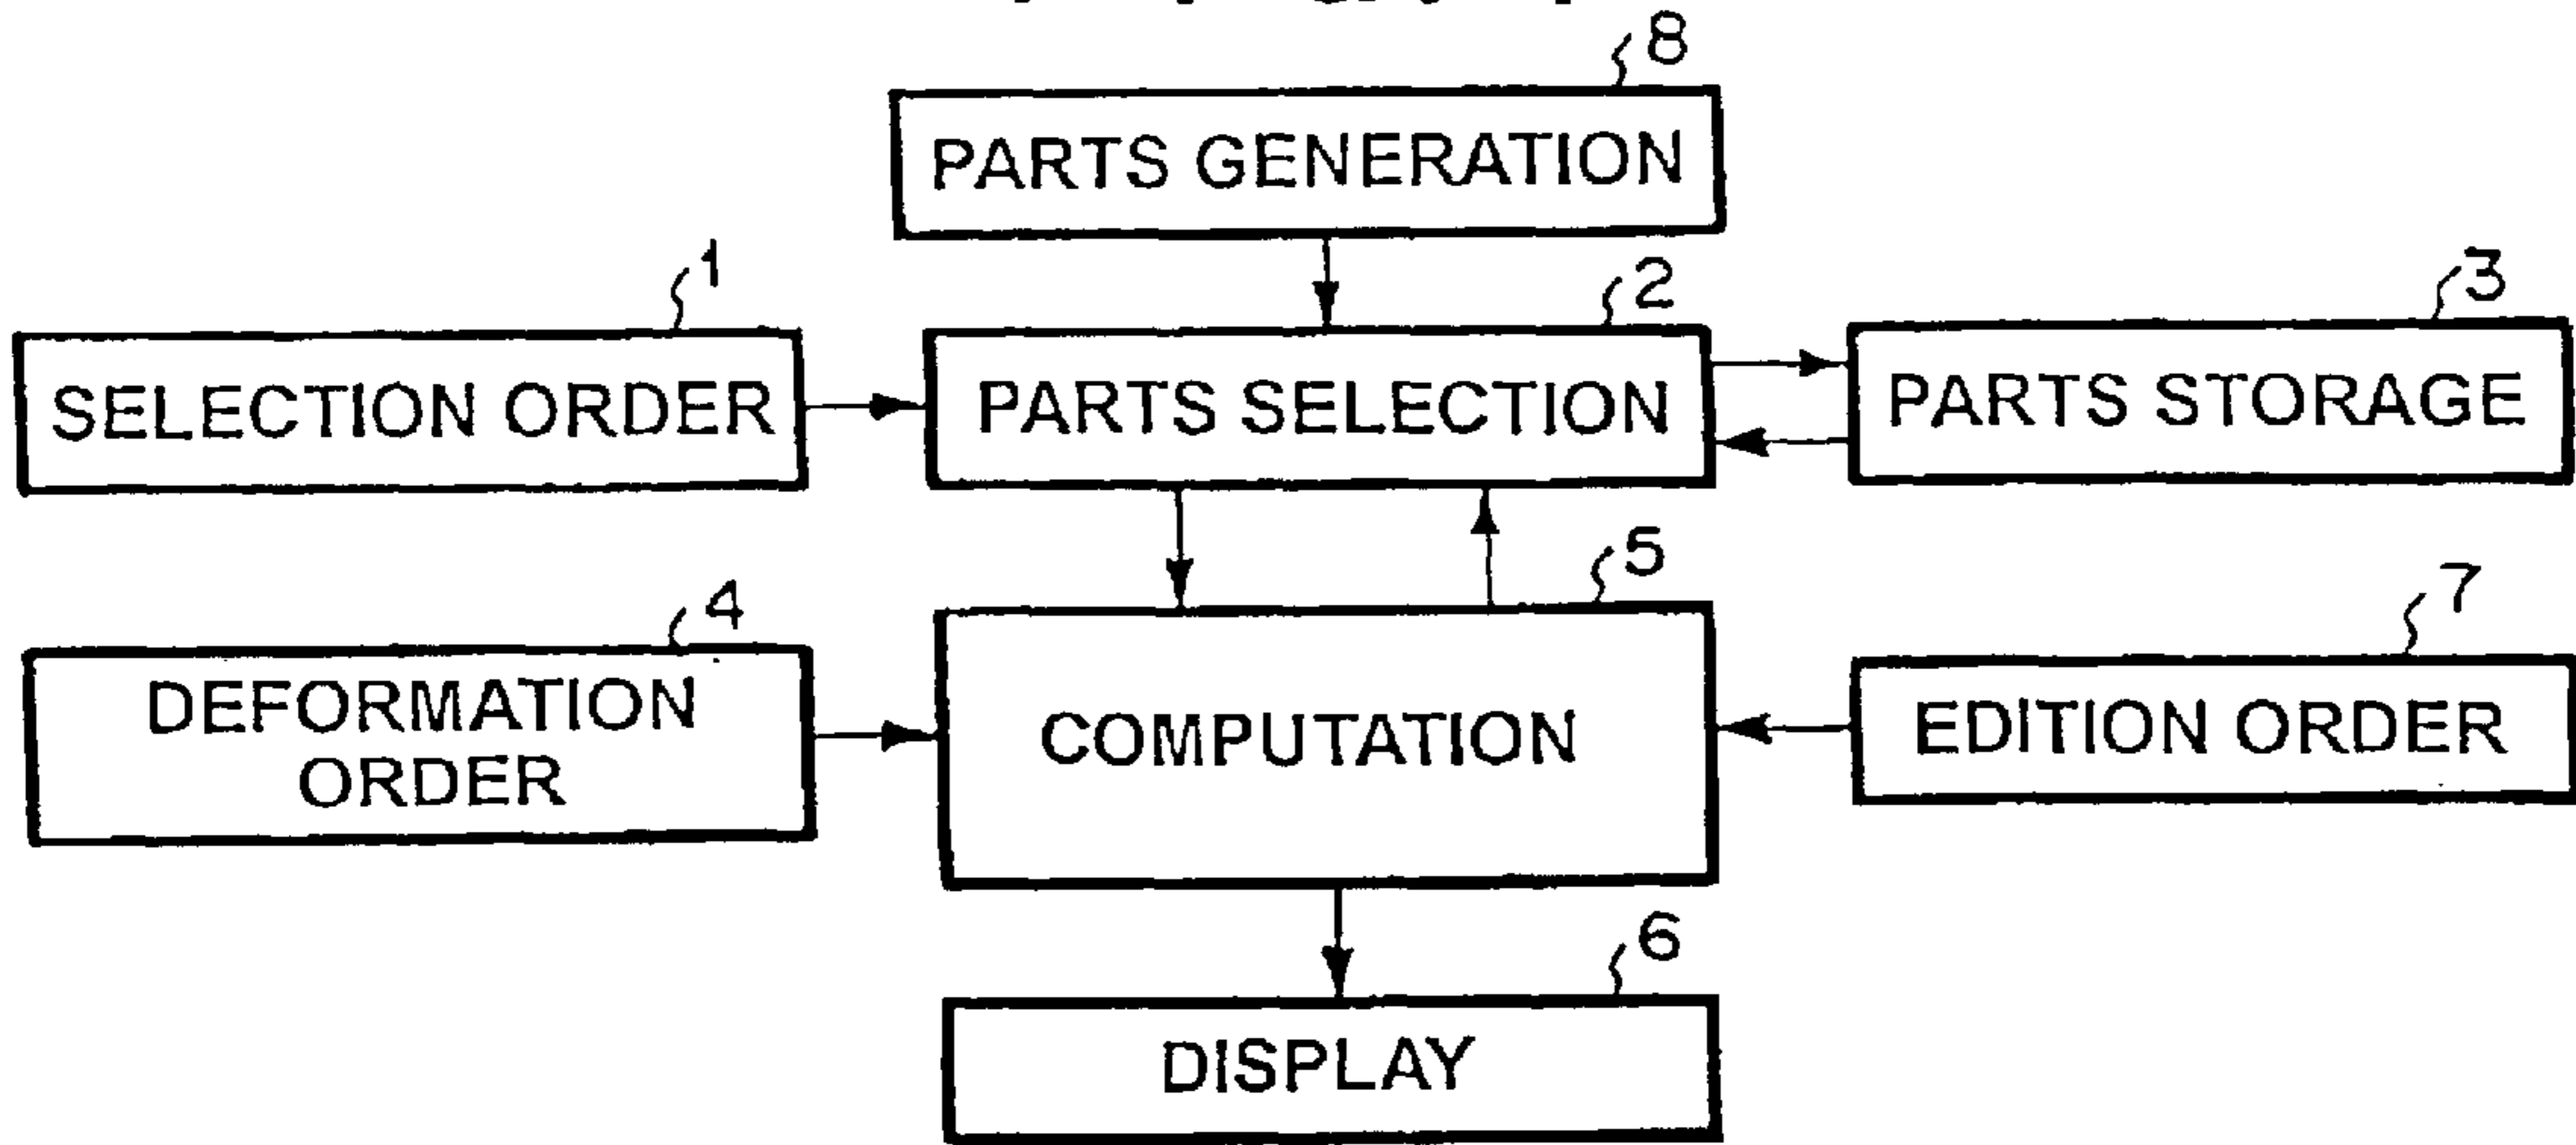 8
PARTS GENERATION
1
2
3
SELECTION ORDER
PARTS SELECTION
PARTS STORAGE
4
5
7
DEFORMATION
ORDER
COMPUTATION
EDITION ORDER
6
DISPLAY